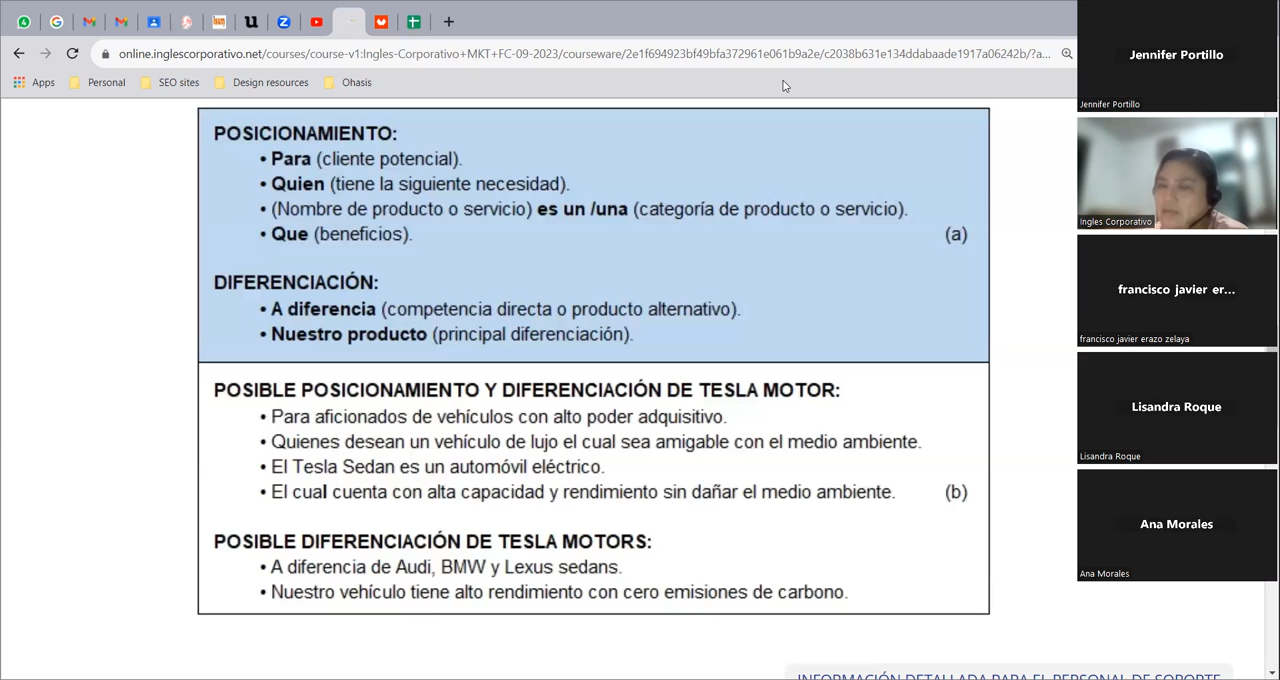 online.inglescorporativo.net/courses/course-v1:Ingles-Corporativo+MKT+FC-09-2023/courseware/2e1f694923bf49bfa372961e061b9a2e/c2038b631e134ddabaade1917a06242b/?a...
Apps Personal SEO sites Design resources Ohasis
POSICIONAMIENTO:
• Para (cliente potencial).
• Quien (tiene la siguiente necesidad).
• (Nombre de producto o servicio) es un /una (categoría de producto o servicio).
• Que (beneficios). (a)
DIFERENCIACIÓN:
• A diferencia (competencia directa o producto alternativo).
• Nuestro producto (principal diferenciación).
POSIBLE POSICIONAMIENTO Y DIFERENCIACIÓN DE TESLA MOTOR:
• Para aficionados de vehículos con alto poder adquisitivo.
• Quienes desean un vehículo de lujo el cual sea amigable con el medio ambiente.
• El Tesla Sedan es un automóvil eléctrico.
• El cual cuenta con alta capacidad y rendimiento sin dañar el medio ambiente. (b)
POSIBLE DIFERENCIACIÓN DE TESLA MOTORS:
• A diferencia de Audi, BMW y Lexus sedans.
• Nuestro vehículo tiene alto rendimiento con cero emisiones de carbono.
INFORMACIÓN DETALLADA PARA EL PERSONAL DE SOPORTE
Jennifer Portillo
Jennifer Portillo
Ingles Corporativo
francisco javier er...
francisco javier erazo zelaya
Lisandra Roque
Lisandra Roque
Ana Morales
Ana Morales